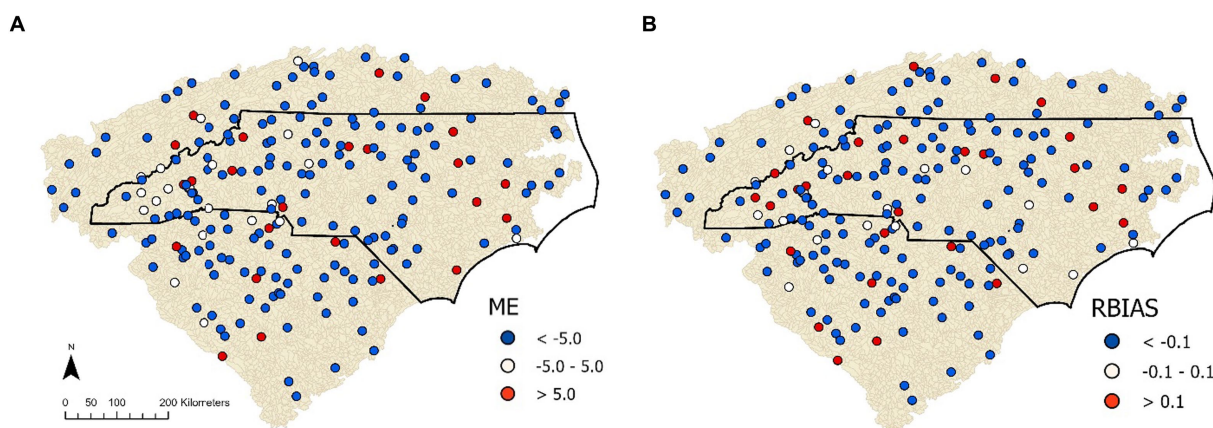 A
B
ME
< -5.0
-5.0 - 5.0
> 5.0
N
0 50 100 200 Kilometers
RBIAS
< -0.1
-0.1 - 0.1
> 0.1